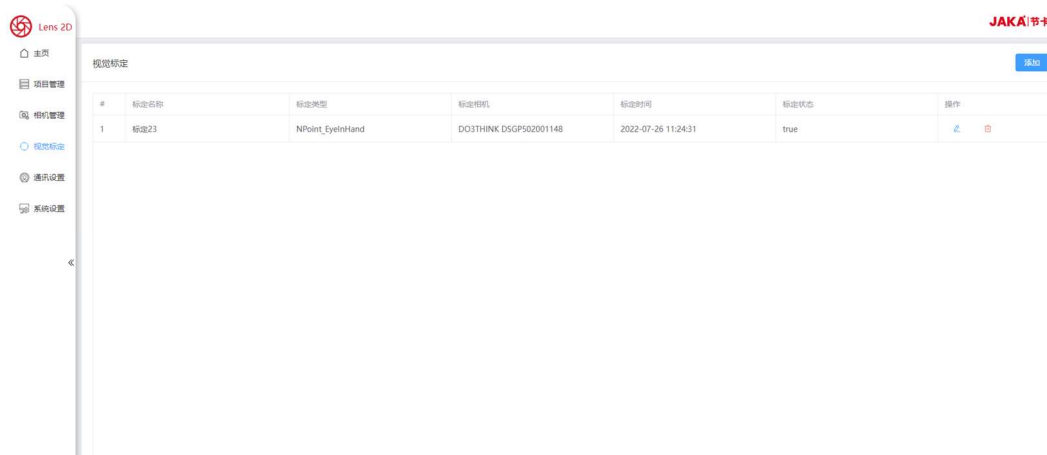 Lens 2D
JAKA 节卡
主页
项目管理
相机管理
视觉标定
通讯设置
系统设置
视觉标定
添加
# 标定名称 标定类型 标定相机 标定时间 标定状态 操作
1 标定23 NPoint_EyeInHand DO3THINK DSGP502001148 2022-07-26 11:24:31 true